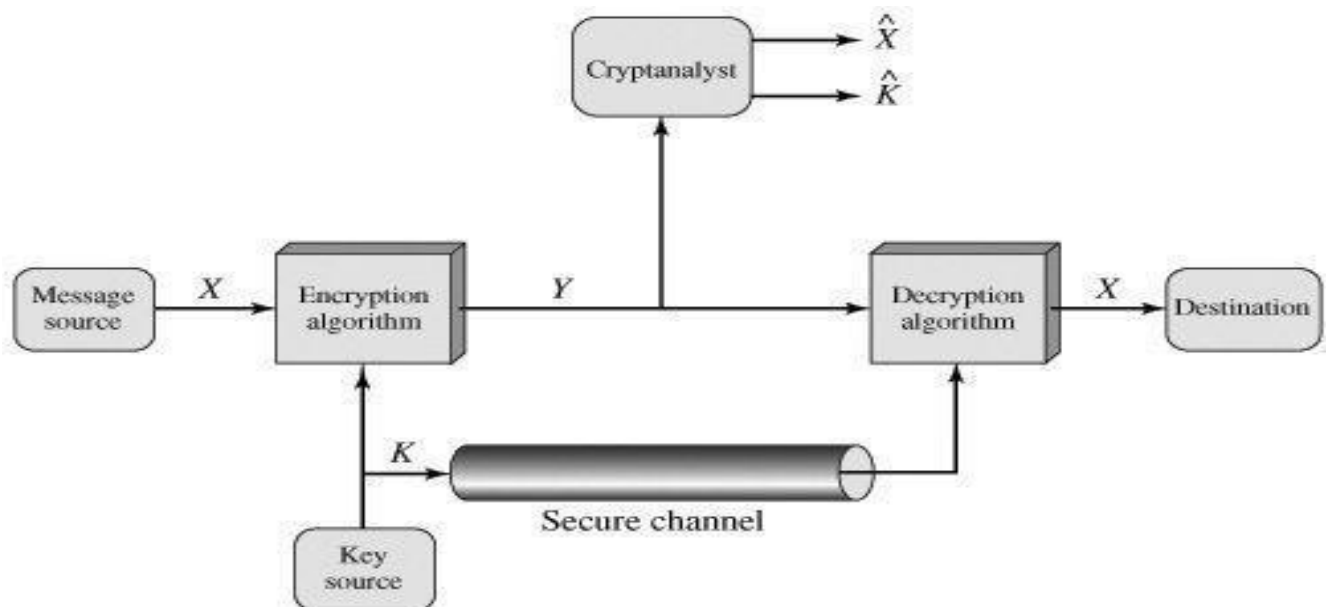 X̂
Cryptanalyst
K̂
Message
source
X
Encryption
algorithm
Y
Decryption
algorithm
X
Destination
K
Secure channel
Key
source